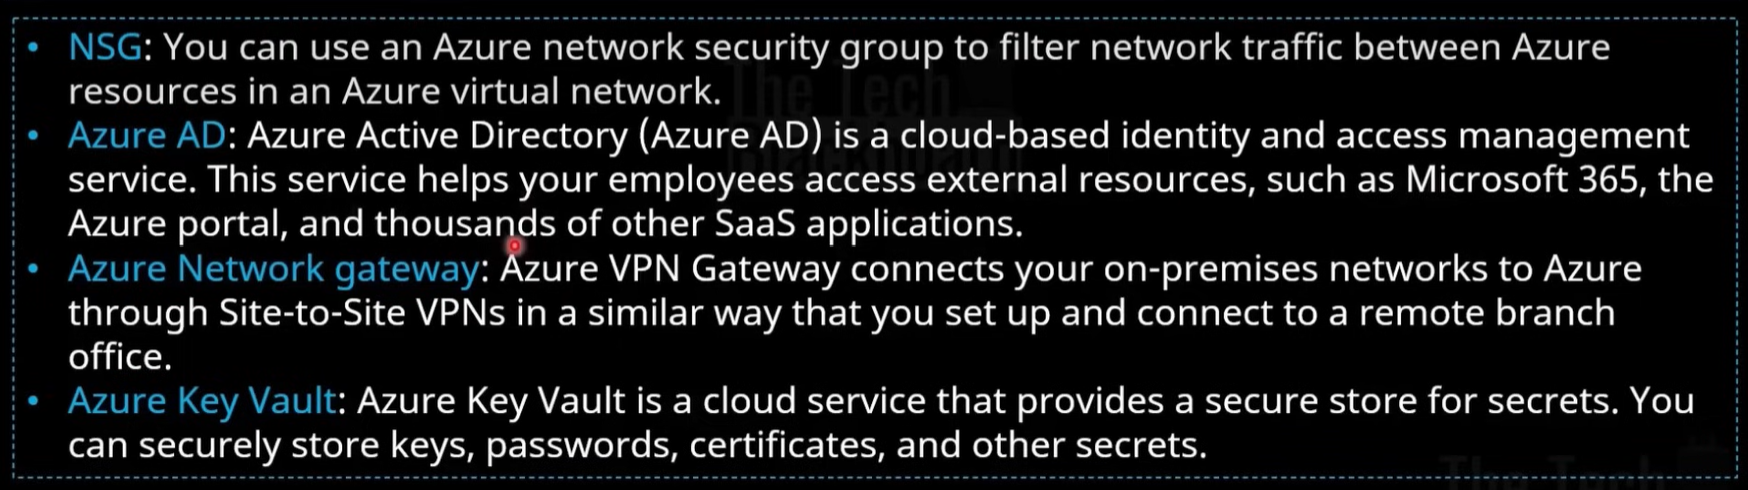 • NSG: You can use an Azure network security group to filter network traffic between Azure
resources in an Azure virtual network.
• Azure AD: Azure Active Directory (Azure AD) is a cloud-based identity and access management
service. This service helps your employees access external resources, such as Microsoft 365, the
Azure portal, and thousands of other SaaS applications.
• Azure Network gateway: Azure VPN Gateway connects your on-premises networks to Azure
through Site-to-Site VPNs in a similar way that you set up and connect to a remote branch
office.
• Azure Key Vault: Azure Key Vault is a cloud service that provides a secure store for secrets. You
can securely store keys, passwords, certificates, and other secrets.
The Tech
The Tech